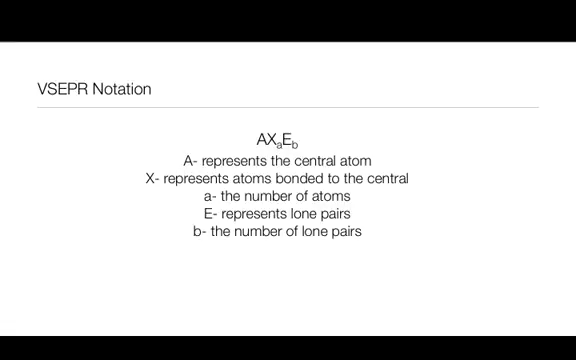 VSEPR Notation
AXₐE_b
A- represents the central atom
X- represents atoms bonded to the central
a- the number of atoms
E- represents lone pairs
b- the number of lone pairs